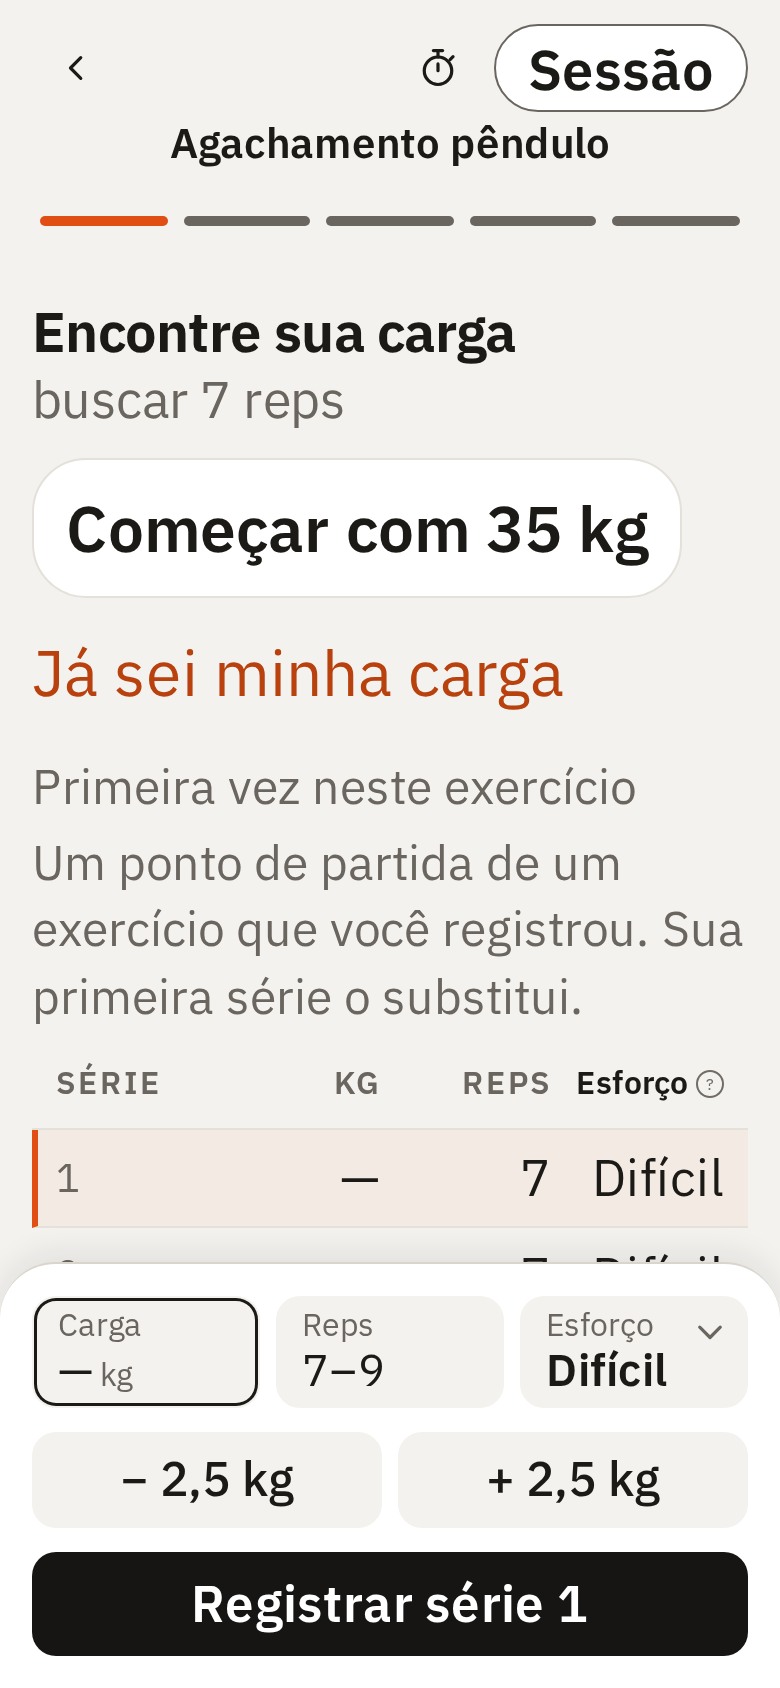 Sessão
Agachamento pêndulo
Encontre sua carga
buscar 7 reps
Começar com 35 kg
Já sei minha carga
Primeira vez neste exercício
Um ponto de partida de um
exercício que você registrou. Sua
primeira série o substitui.
SÉRIE KG REPS Esforço ?
1 — 7 Difícil
Carga Reps Esforço
— kg 7–9 Difícil
− 2,5 kg + 2,5 kg
Registrar série 1